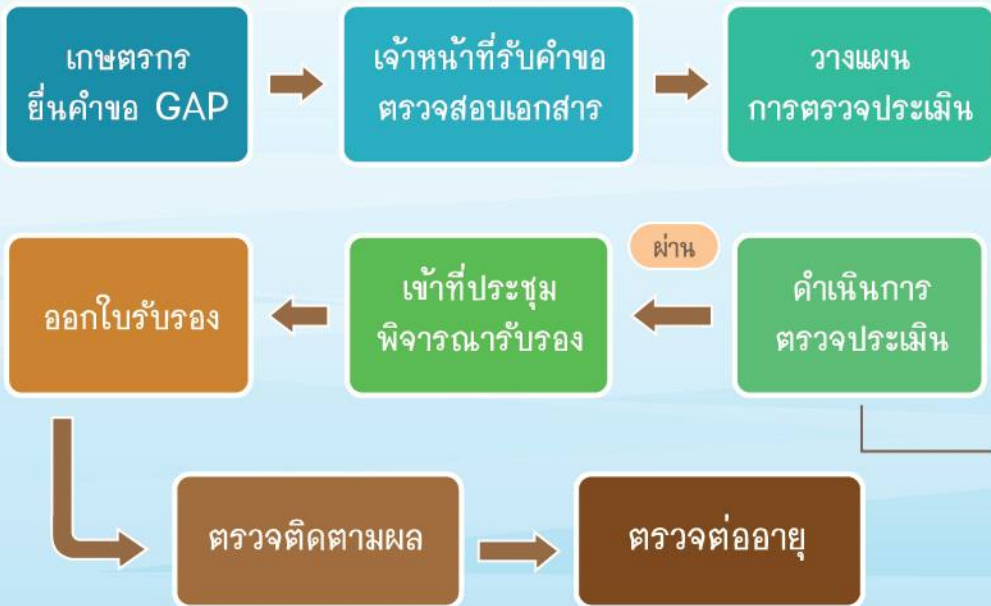 เกษตรกร
ยื่นคำขอ GAP
เจ้าหน้าที่รับคำขอ
ตรวจสอบเอกสาร
วางแผน
การตรวจประเมิน
ดำเนินการ
ตรวจประเมิน
ผ่าน
เข้าที่ประชุม
พิจารณารับรอง
ออกใบรับรอง
ตรวจติดตามผล
ตรวจต่ออายุ